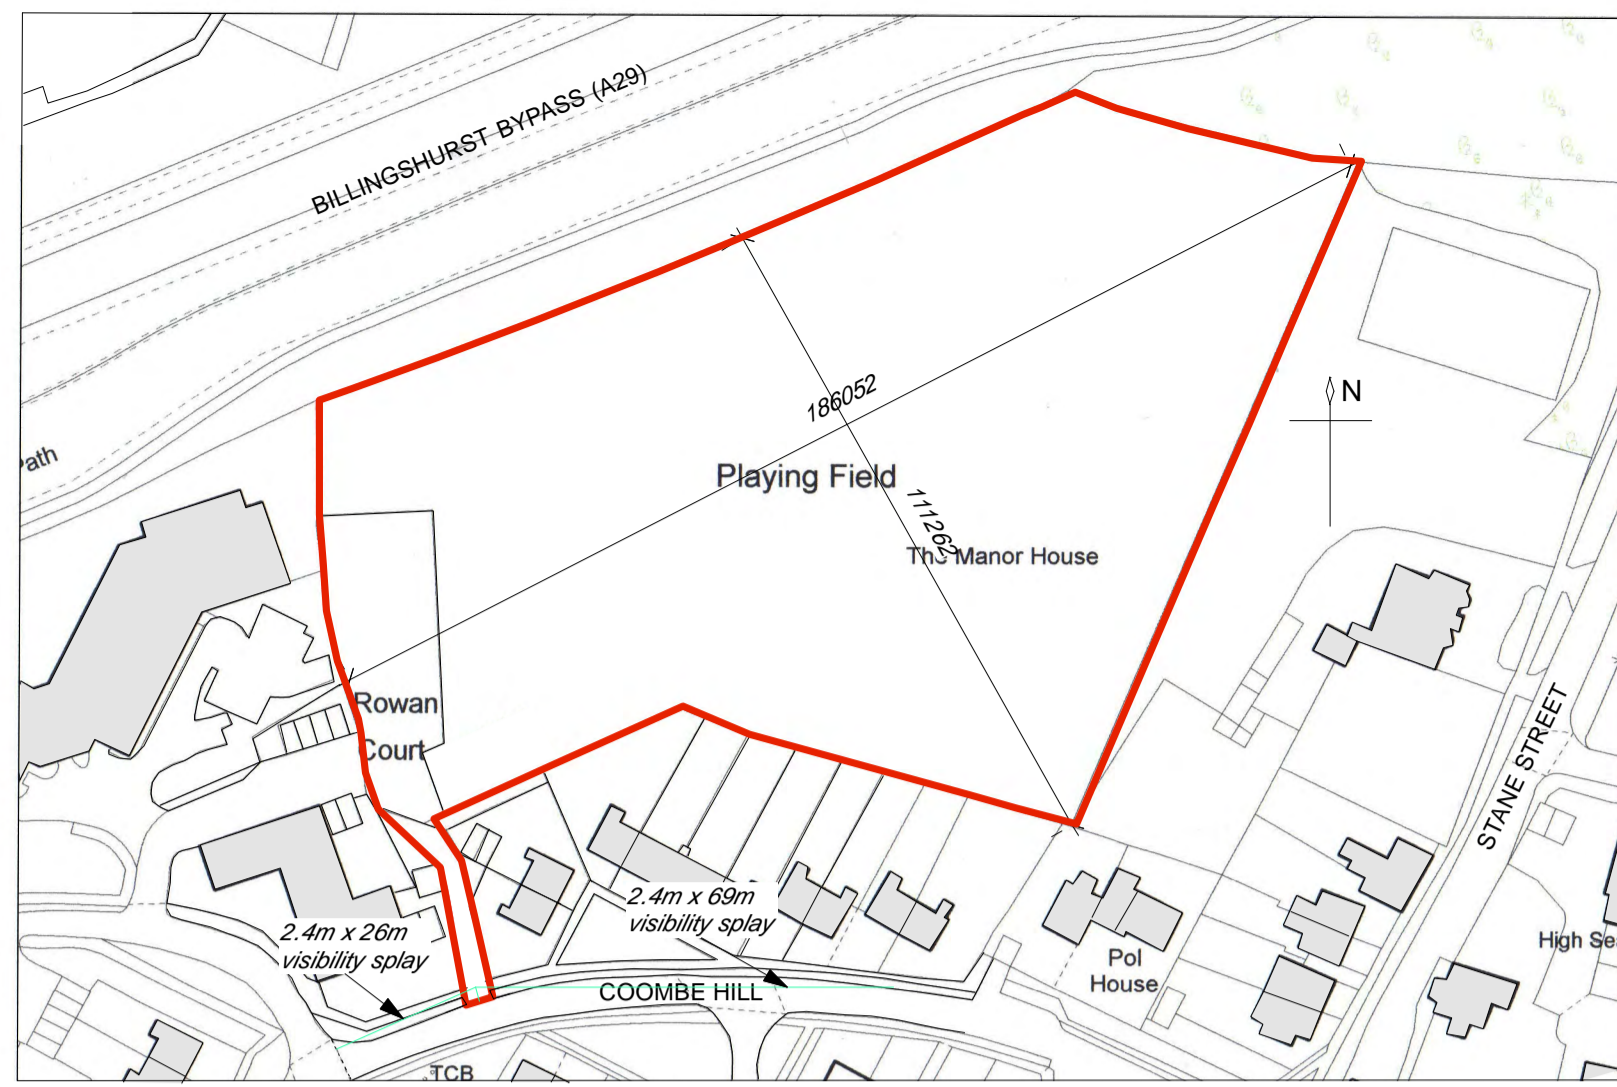 BILLINGSHURST BYPASS (A29)
N
186052
ath
Playing Field
111262
The Manor House
Rowan
Court
STANE STREET
2.4m x 69m
visibility splay
2.4m x 26m
visibility splay
High Se
Pol
House
COOMBE HILL
TCB